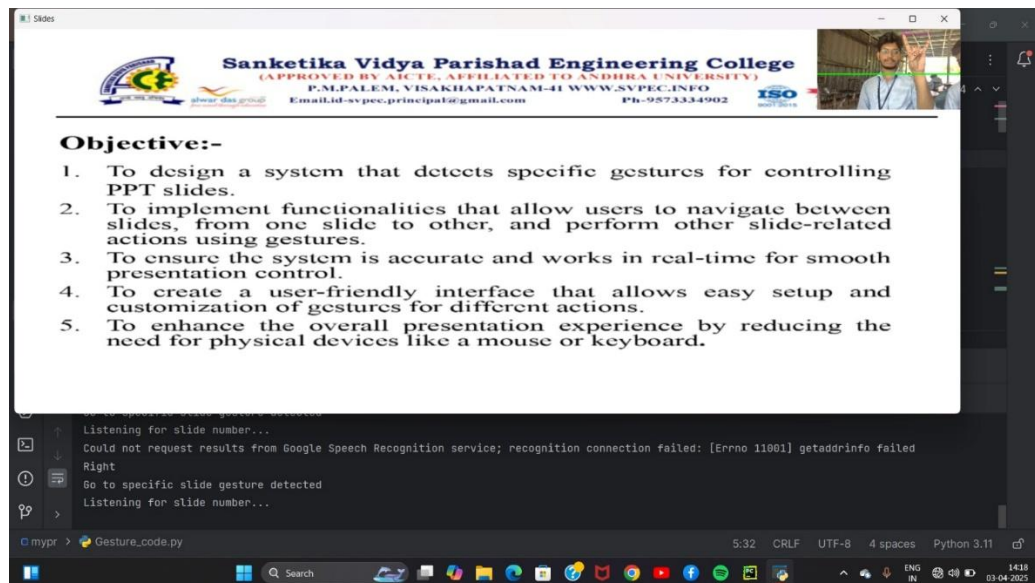 Slides
Sanketika Vidya Parishad Engineering College
(APPROVED BY AICTE, AFFILIATED TO ANDHRA UNIVERSITY)
P.M.PALEM, VISAKHAPATNAM-41 WWW.SVPEC.INFO
Email.id-svpec.principal@gmail.com Ph-9573334902
alwar das group
ISO
9001:2015
Objective:-
1. To design a system that detects specific gestures for controlling
PPT slides.
2. To implement functionalities that allow users to navigate between
slides, from one slide to other, and perform other slide-related
actions using gestures.
3. To ensure the system is accurate and works in real-time for smooth
presentation control.
4. To create a user-friendly interface that allows easy setup and
customization of gestures for different actions.
5. To enhance the overall presentation experience by reducing the
need for physical devices like a mouse or keyboard.
Listening for slide number...
Could not request results from Google Speech Recognition service; recognition connection failed: [Errno 11001] getaddrinfo failed
Right
Go to specific slide gesture detected
Listening for slide number...
mypr > Gesture_code.py
5:32 CRLF UTF-8 4 spaces Python 3.11
Search
ENG
IN
14:18
03-04-2025